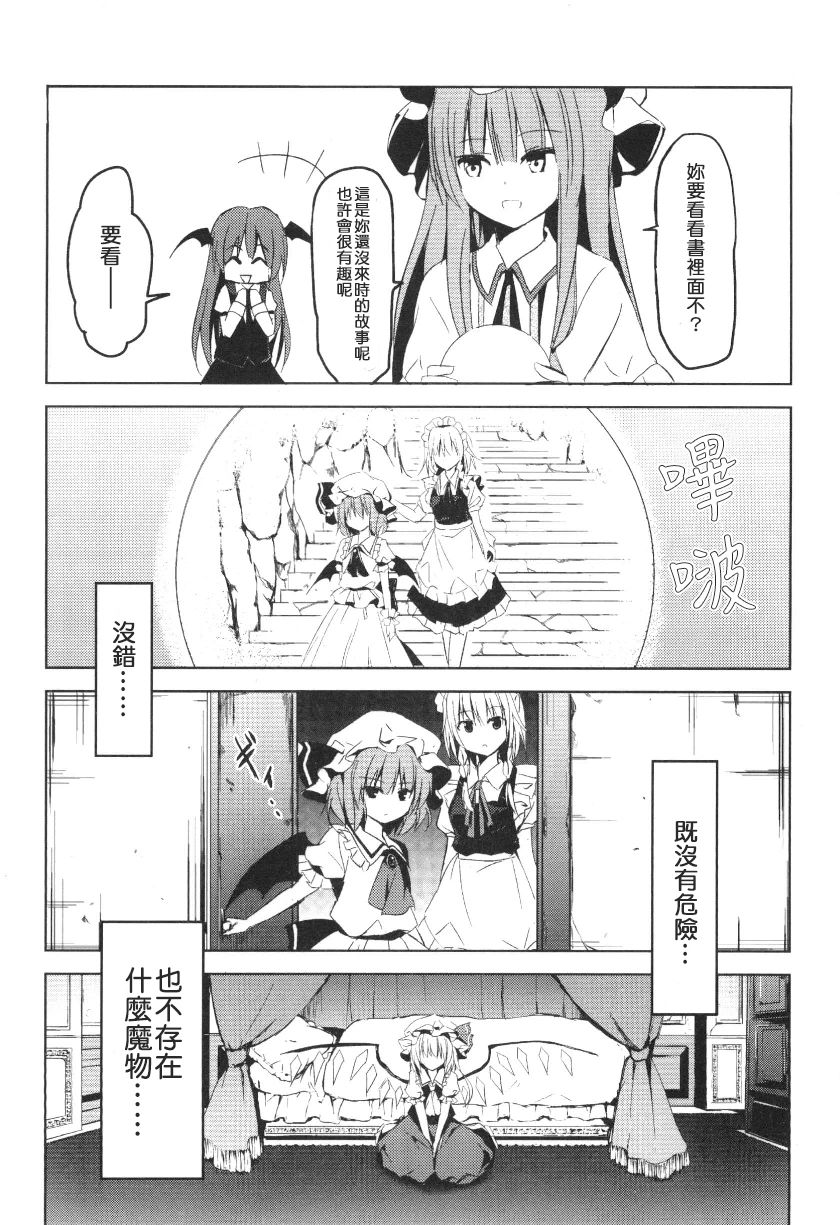 妳要看看書裡面不？
這是妳還沒來時的故事呢
也許會很有趣呢
要看——
嗶啵
沒錯……
ギィ…
既沒有危險…
也不存在
什麼魔物……